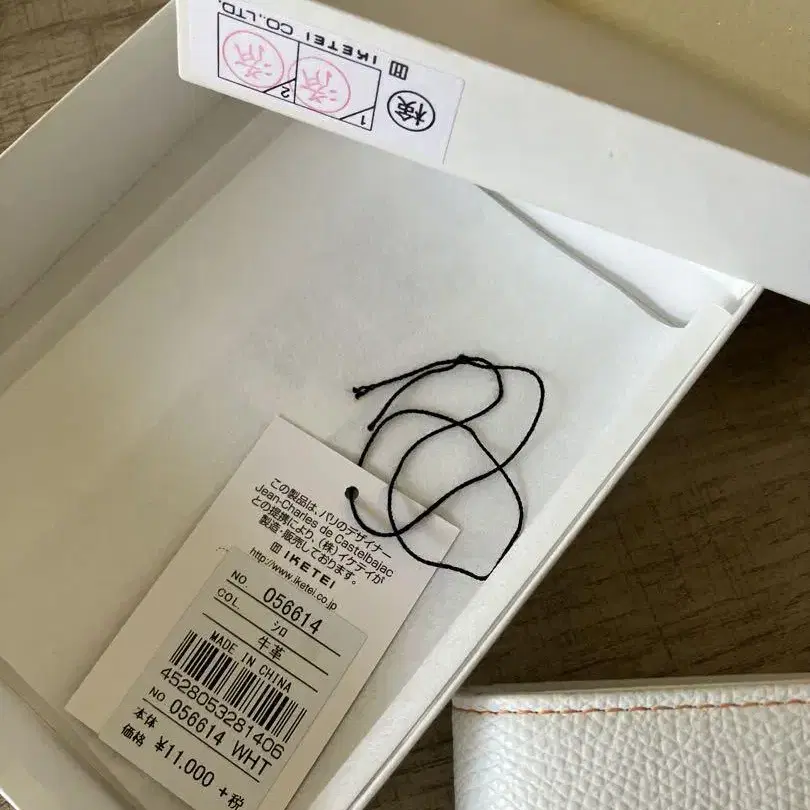 IKETEI CO.,LTD.
検
1 済
2 済
この製品は、パリのデザイナー
Jean-Charles de Castelbajac
との提携により、(株)イケテイが
製造・販売しております。
IKETEI
http://www.iketei.co.jp
NO. 056614
COL. シロ
牛革
MADE IN CHINA
4528053281406
NO 056614 WHT
本体
価格 ¥11,000 +税